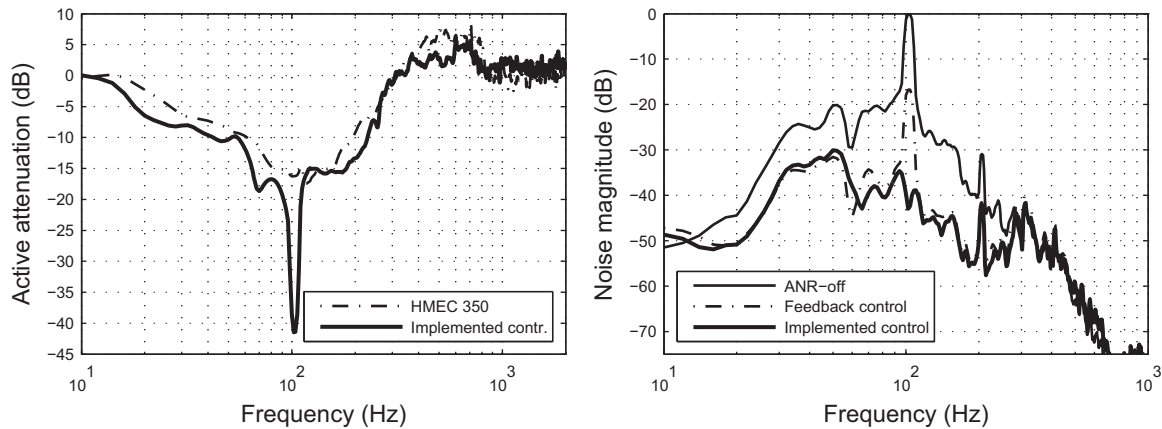 10
5
0
−5
−10
−15
−20
−25
−30
−35
−40
−45
Active attenuation (dB)
HMEC 350
Implemented contr.
10^1
10^2
10^3
Frequency (Hz)
0
−10
−20
−30
−40
−50
−60
−70
Noise magnitude (dB)
ANR−off
Feedback control
Implemented control
10^1
10^2
10^3
Frequency (Hz)